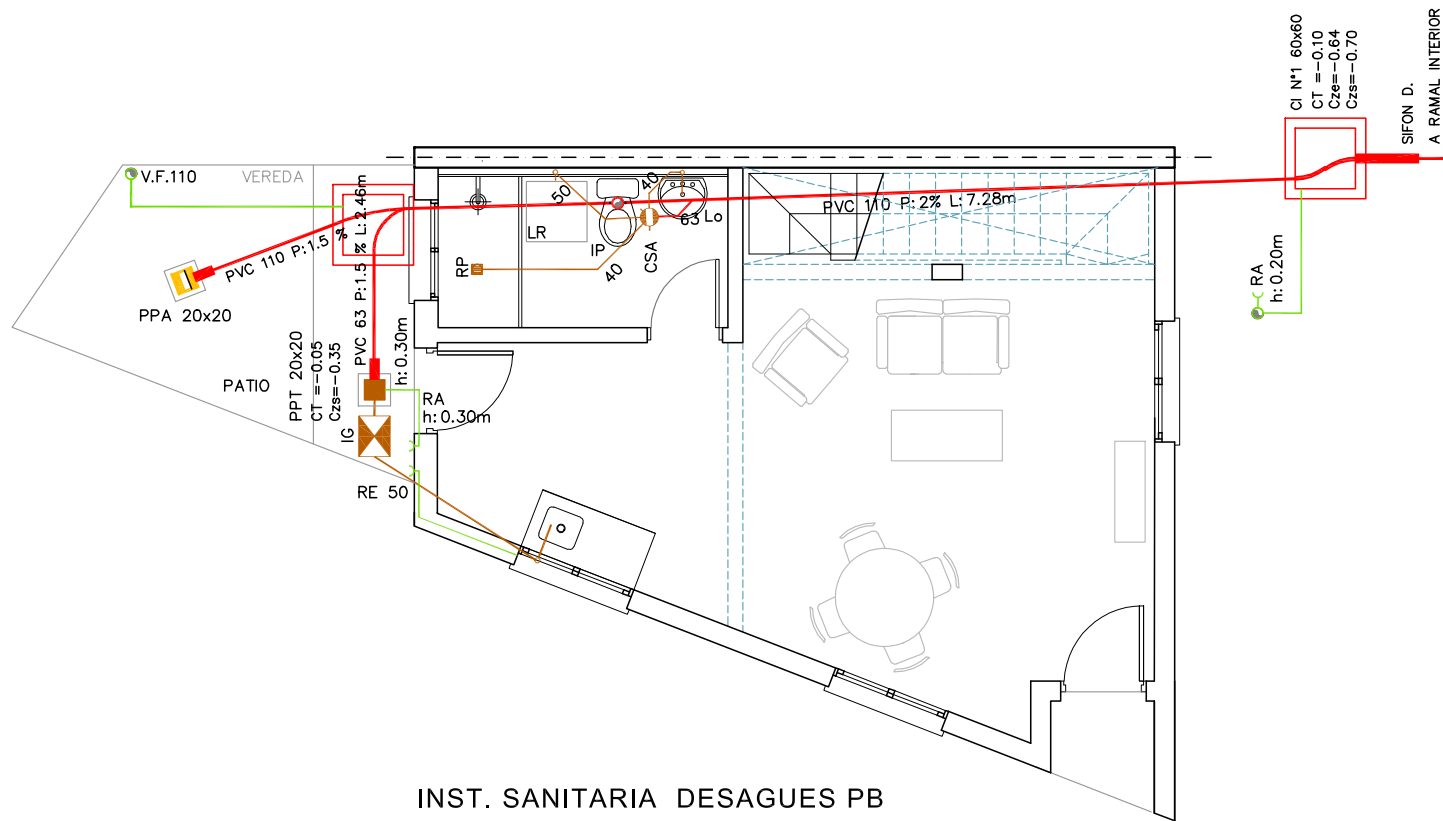 CI Nº1 60x60
CT =-0.10
Cze=-0.64
Czs=-0.70
SIFON D.
A RAMAL INTERIOR
V.F.110
VEREDA
PVC 110 P:1.5 %
PPA 20x20
PVC 63 P:1.5 % L:2.46m
LR
50
40
IP
63
Lo
CSA
RP
40
PVC 110 P:2% L:7.28m
RA
h:0.20m
PATIO
PPT 20x20
CT =-0.05
Czs=-0.35
h:0.30m
RA
h:0.30m
IG
RE 50
INST. SANITARIA DESAGUES PB